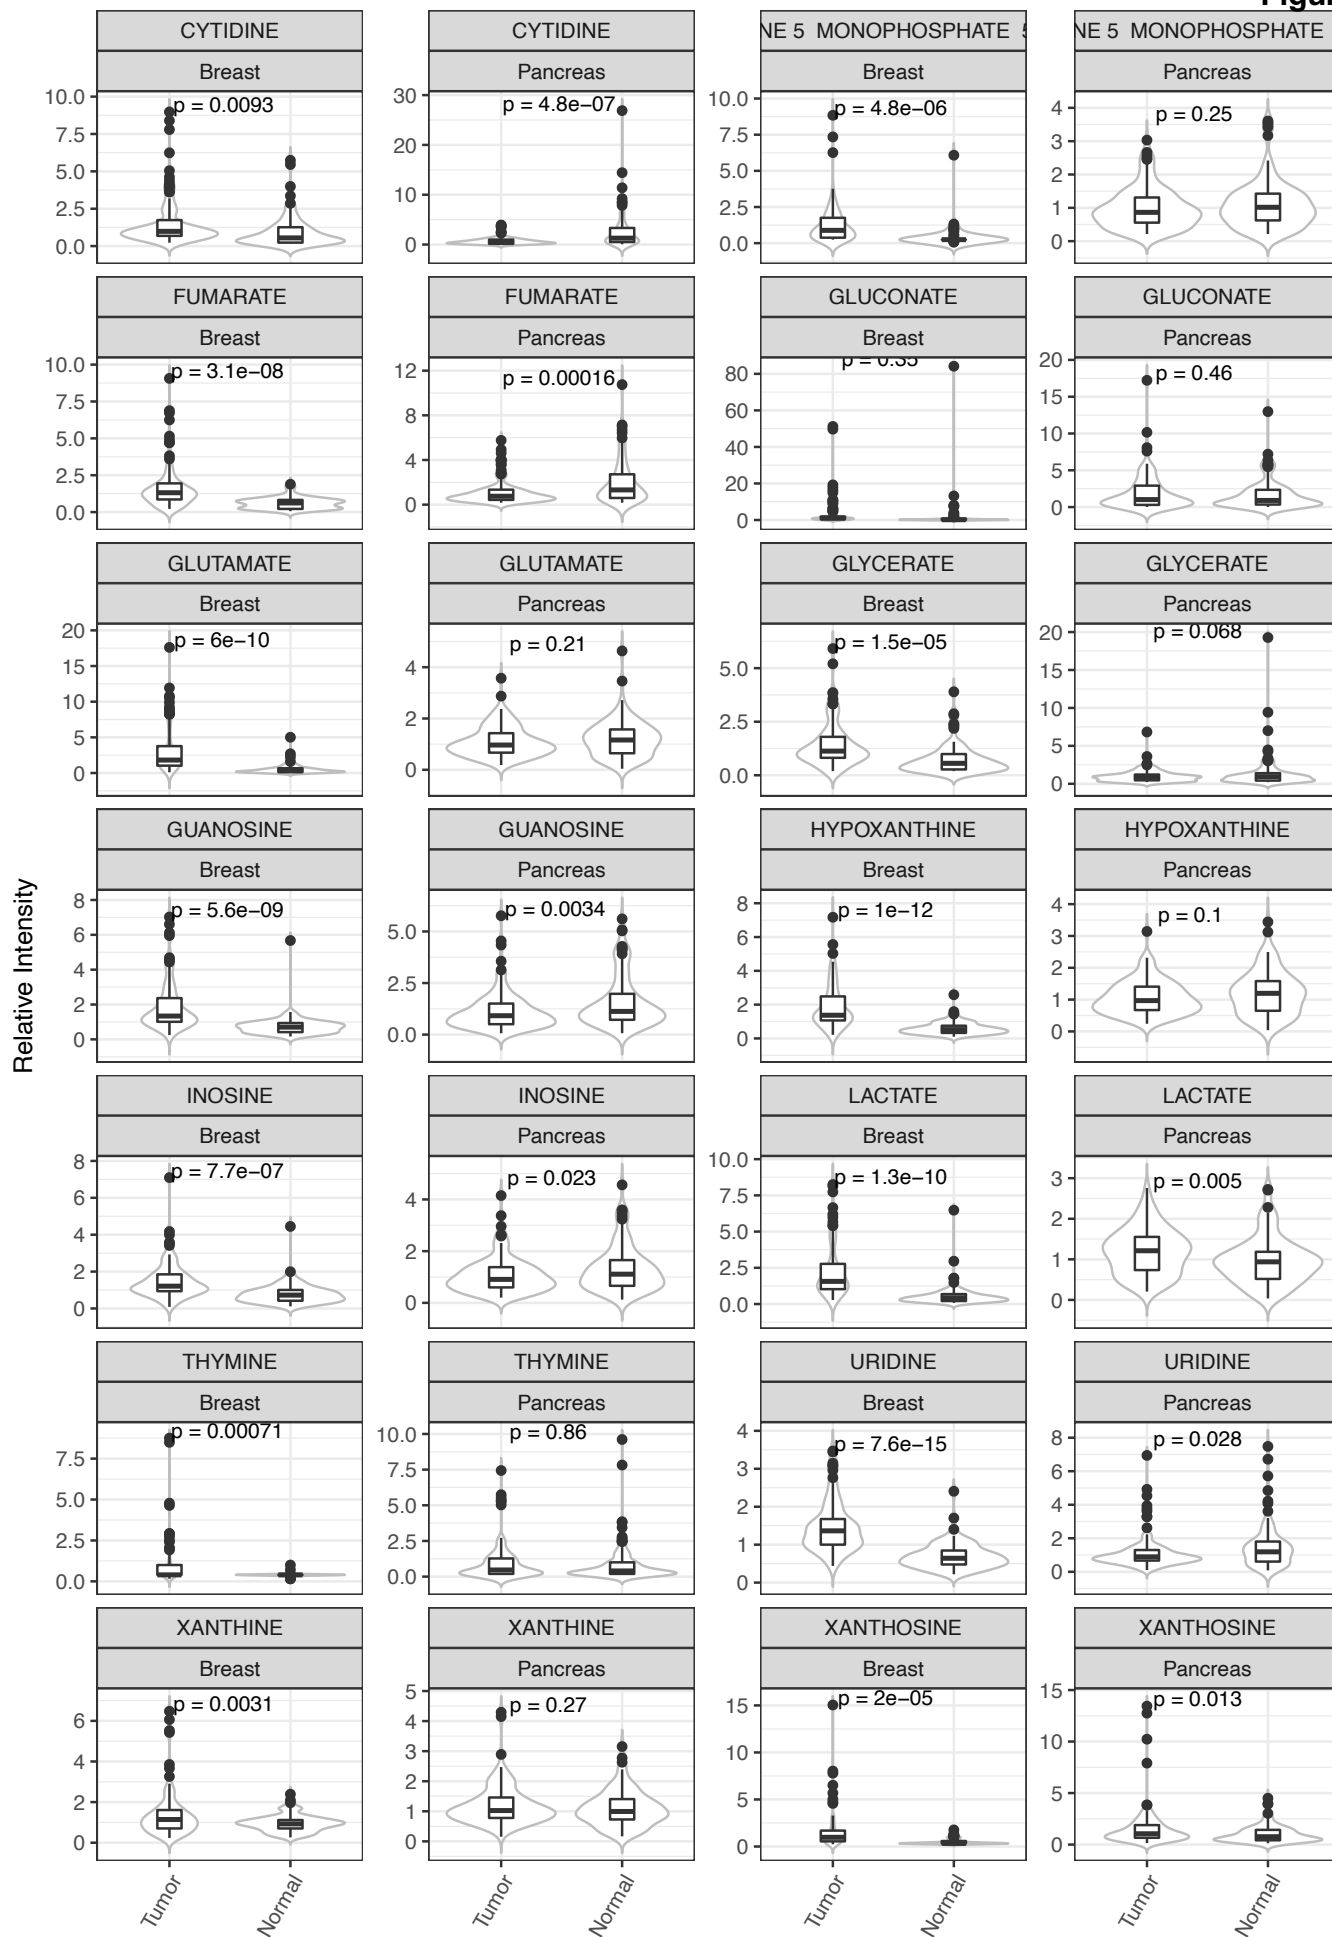 CYTIDINE
Breast
p = 0.0093
10.0
7.5
5.0
2.5
0.0
CYTIDINE
Pancreas
p = 4.8e−07
30
20
10
0
NE 5 MONOPHOSPHATE
Breast
p = 4.8e−06
10.0
7.5
5.0
2.5
0.0
NE 5 MONOPHOSPHATE
Pancreas
p = 0.25
4
3
2
1
0
FUMARATE
Breast
p = 3.1e−08
10.0
7.5
5.0
2.5
0.0
FUMARATE
Pancreas
p = 0.00016
12
8
4
0
GLUCONATE
Breast
p = 0.35
80
60
40
20
0
GLUCONATE
Pancreas
p = 0.46
20
15
10
5
0
GLUTAMATE
Breast
p = 6e−10
20
15
10
5
0
GLUTAMATE
Pancreas
p = 0.21
4
2
0
GLYCERATE
Breast
p = 1.5e−05
5.0
2.5
0.0
GLYCERATE
Pancreas
p = 0.068
20
15
10
5
0
Relative Intensity
GUANOSINE
Breast
p = 5.6e−09
8
6
4
2
0
GUANOSINE
Pancreas
p = 0.0034
5.0
2.5
0.0
HYPOXANTHINE
Breast
p = 1e−12
8
6
4
2
0
HYPOXANTHINE
Pancreas
p = 0.1
4
3
2
1
0
INOSINE
Breast
p = 7.7e−07
8
6
4
2
0
INOSINE
Pancreas
p = 0.023
4
2
0
LACTATE
Breast
p = 1.3e−10
10.0
7.5
5.0
2.5
0.0
LACTATE
Pancreas
p = 0.005
3
2
1
0
THYMINE
Breast
p = 0.00071
7.5
5.0
2.5
0.0
THYMINE
Pancreas
p = 0.86
10.0
7.5
5.0
2.5
0.0
URIDINE
Breast
p = 7.6e−15
4
3
2
1
0
URIDINE
Pancreas
p = 0.028
8
6
4
2
0
XANTHINE
Breast
p = 0.0031
6
4
2
0
XANTHINE
Pancreas
p = 0.27
5
4
3
2
1
0
XANTHOSINE
Breast
p = 2e−05
15
10
5
0
XANTHOSINE
Pancreas
p = 0.013
15
10
5
0
Tumor
Normal
Tumor
Normal
Tumor
Normal
Tumor
Normal